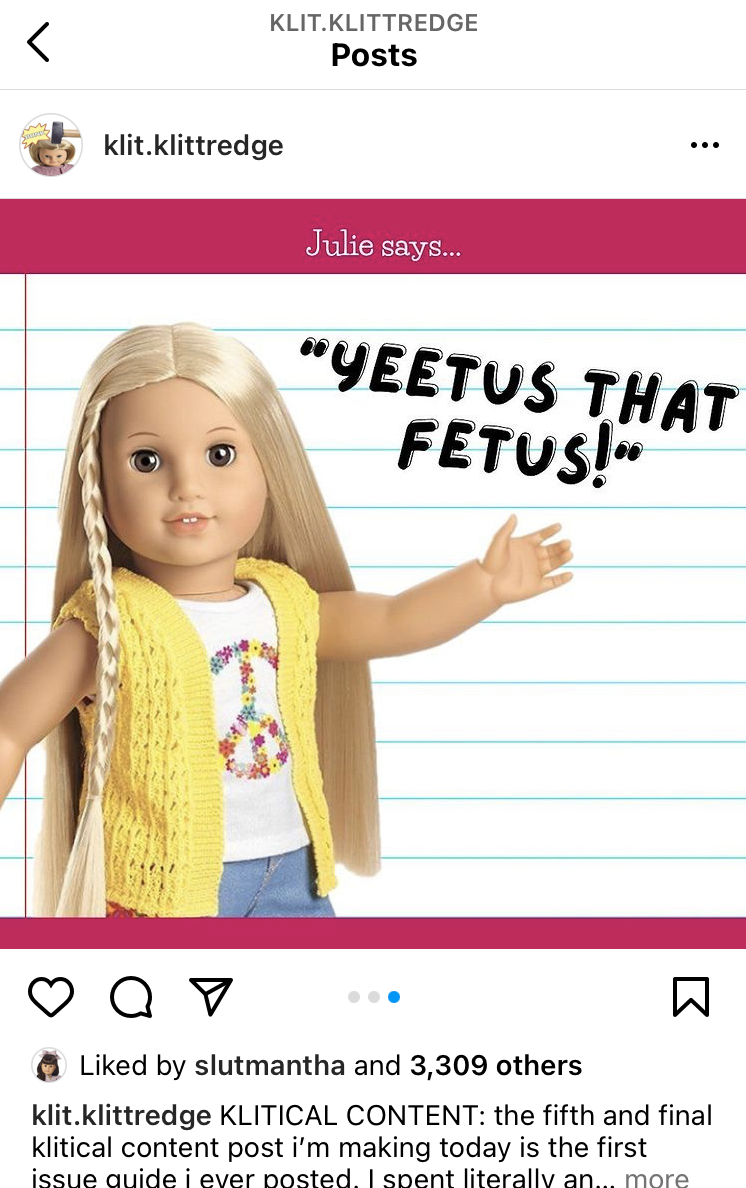 KLIT.KLITTREDGE
Posts
klit.klittredge
Julie says...
"YEETUS THAT
FETUS!"
Liked by slutmantha and 3,309 others
klit.klittredge KLITICAL CONTENT: the fifth and final
klitical content post i'm making today is the first
issue guide i ever posted. I spent literally an... more